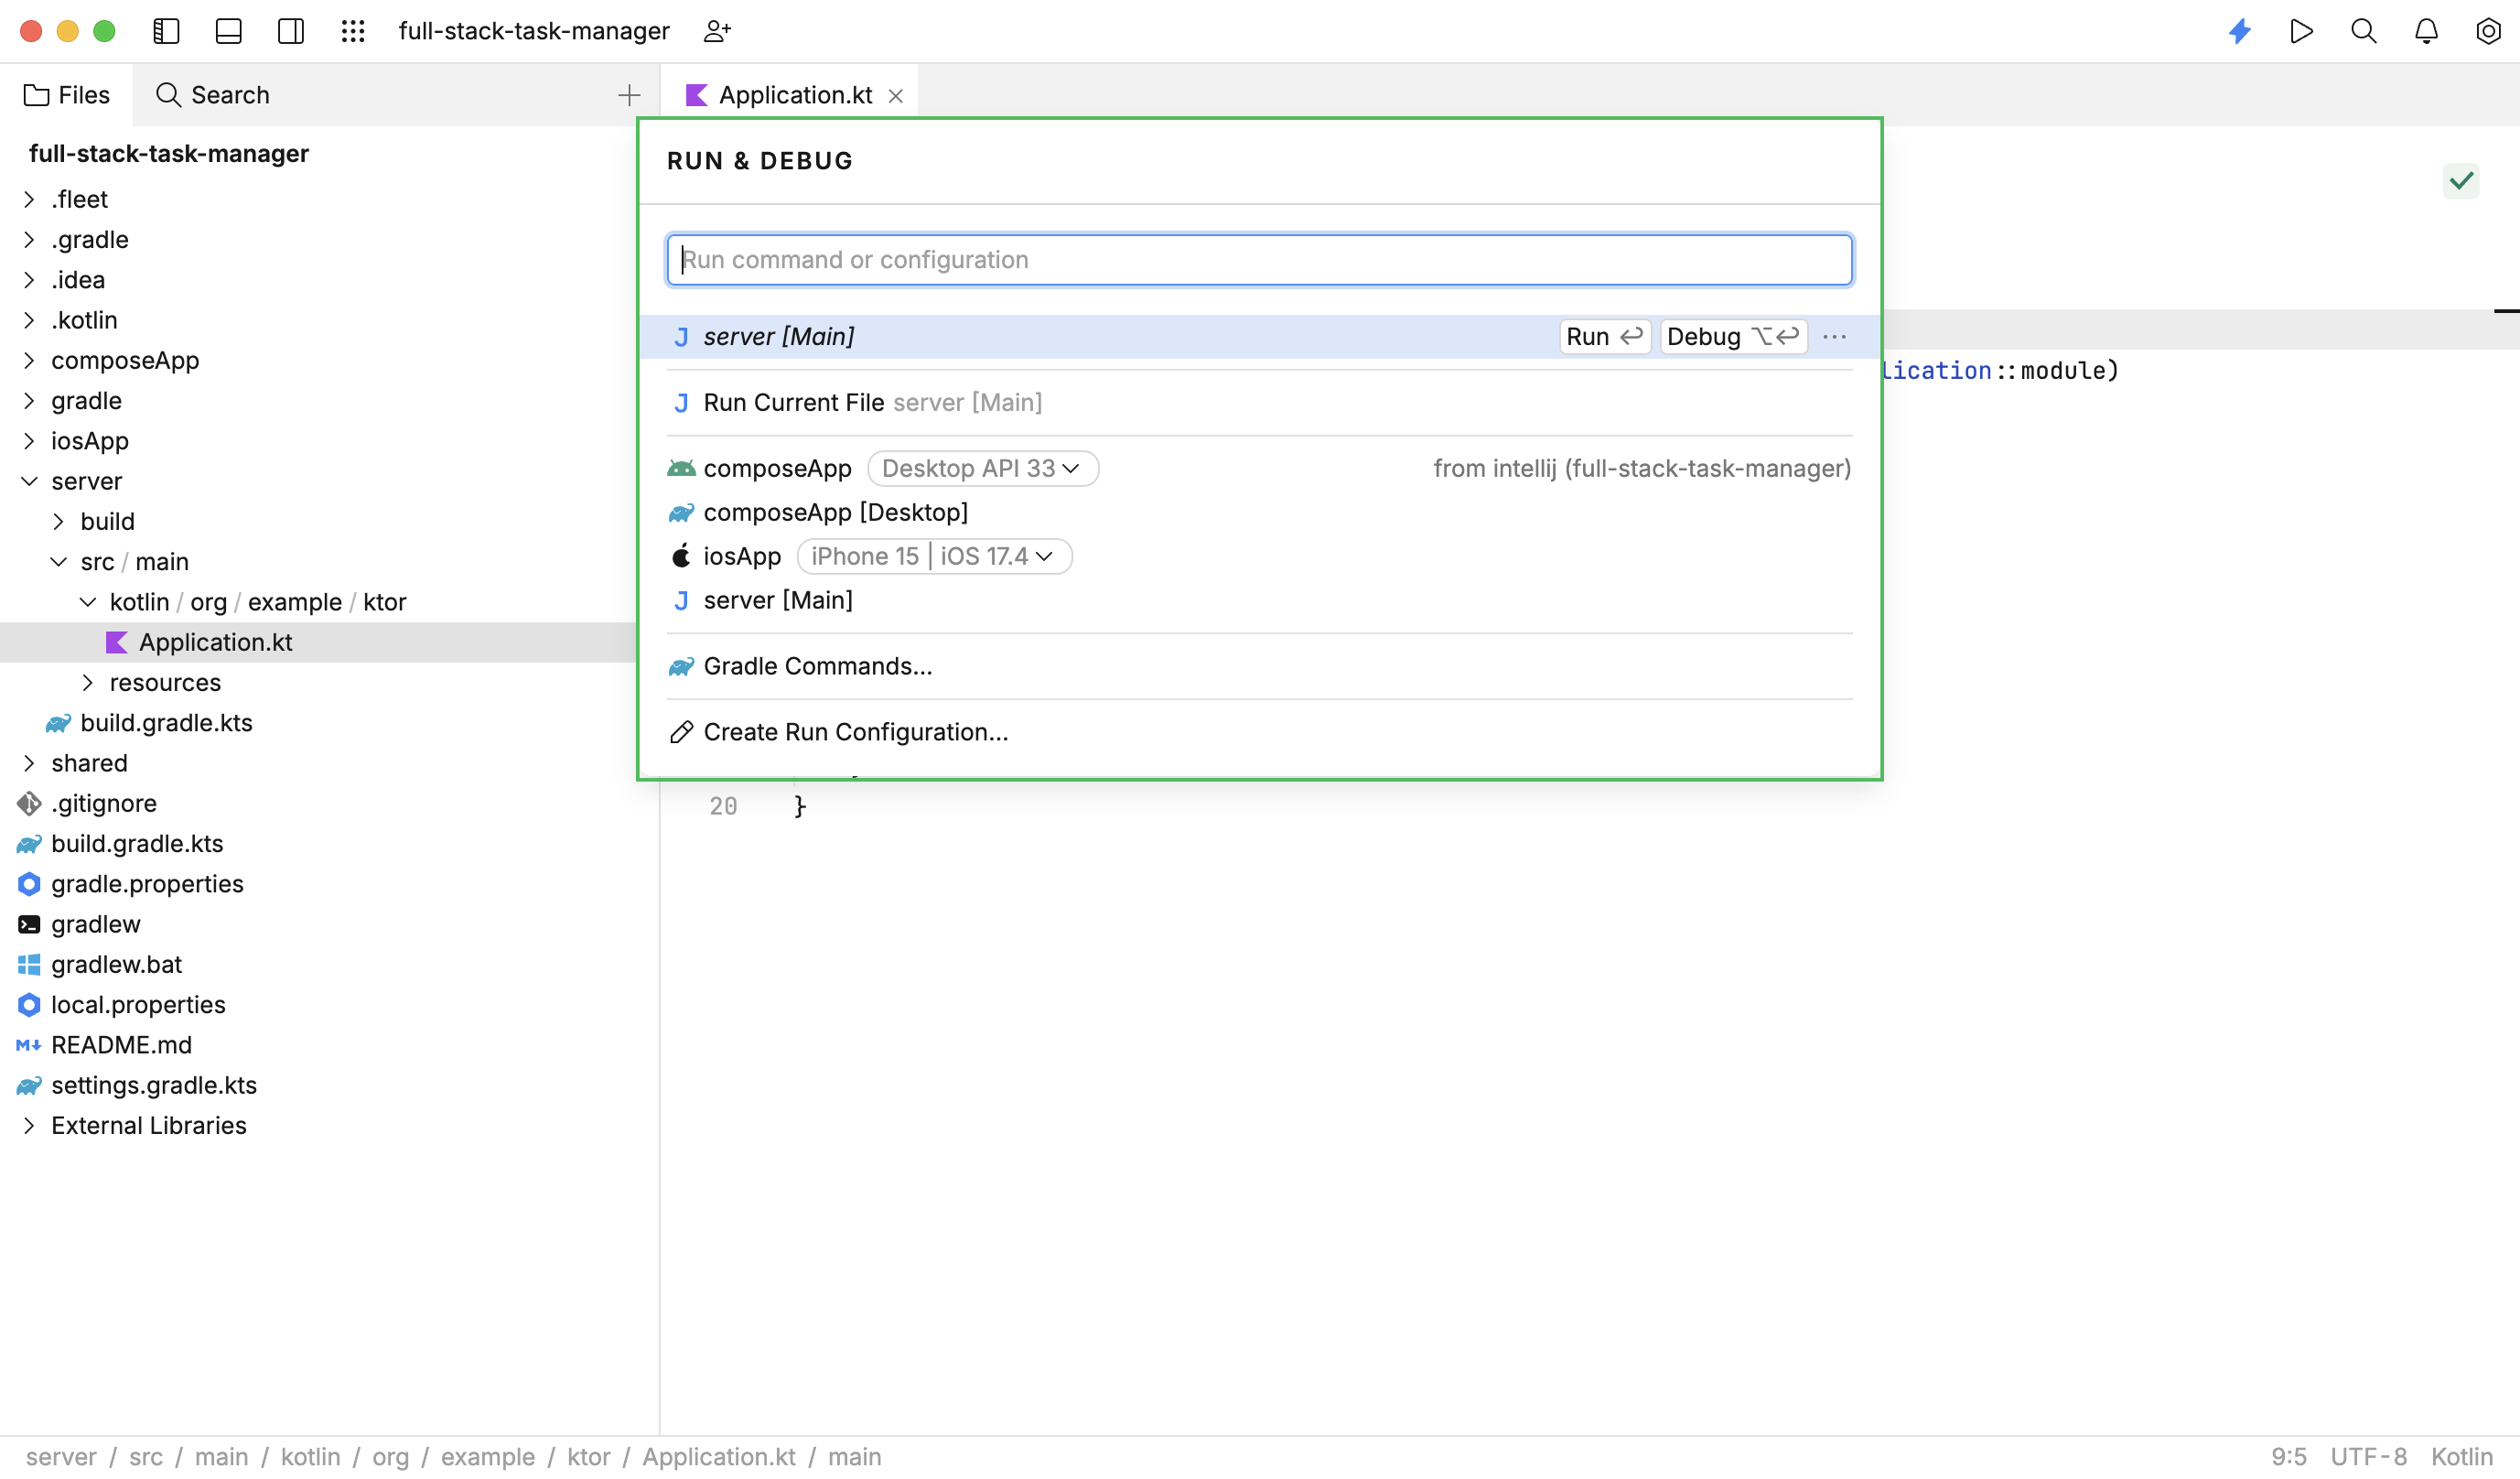 full-stack-task-manager
Files
Search
Application.kt
full-stack-task-manager
.fleet
.gradle
.idea
.kotlin
composeApp
gradle
iosApp
server
build
src / main
kotlin / org / example / ktor
Application.kt
resources
build.gradle.kts
shared
.gitignore
build.gradle.kts
gradle.properties
gradlew
gradlew.bat
local.properties
README.md
settings.gradle.kts
External Libraries
RUN & DEBUG
Run command or configuration
server [Main] Run ↩ Debug ⌥↩ ···
Run Current File server [Main]
composeApp Desktop API 33 from intellij (full-stack-task-manager)
composeApp [Desktop]
iosApp iPhone 15 | iOS 17.4
server [Main]
Gradle Commands...
Create Run Configuration...
lication::module)
20 }
server / src / main / kotlin / org / example / ktor / Application.kt / main
9:5 UTF-8 Kotlin